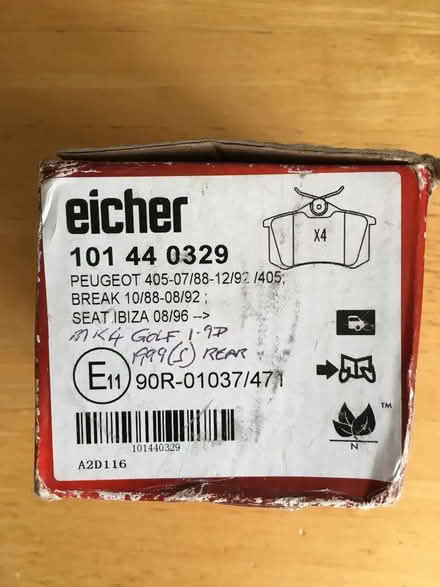 eicher
101 44 0329
X4
PEUGEOT 405-07/88-12/92 /405;
BREAK 10/88-08/92 ;
SEAT IBIZA 08/96 -->
MK4 GOLF 1.9D
1999(S) REAR
E11 90R-01037/471
101440329
A2D116
TM
N